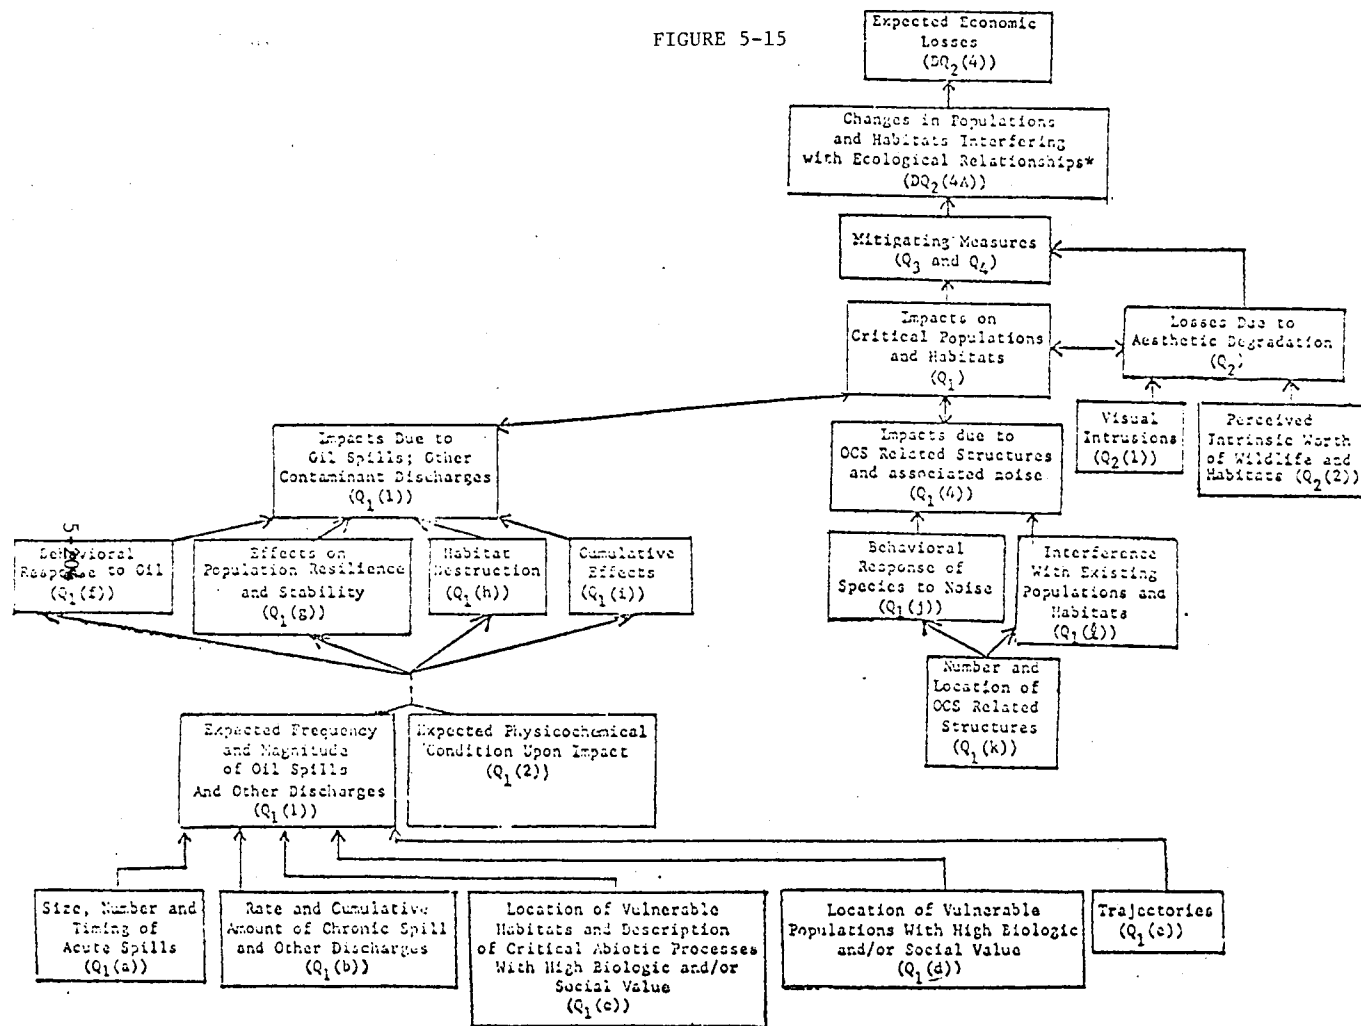 FIGURE 5-15
Expected Economic
Losses
(DQ2(4))
Changes in Populations
and Habitats Interfering
with Ecological Relationships*
(DQ2(4A))
Mitigating Measures
(Q3 and Q4)
Impacts on
Critical Populations
and Habitats
(Q1)
Losses Due to
Aesthetic Degradation
(Q2)
Visual
Intrusions
(Q2(1))
Perceived
Intrinsic Worth
of Wildlife and
Habitats (Q2(2))
Impacts Due to
Oil Spills; Other
Contaminant Discharges
(Q1(1))
Impacts due to
OCS Related Structures
and associated noise
(Q1(4))
Behavioral
Response to Oil
(Q1(f))
Effects on
Population Resilience
and Stability
(Q1(g))
Habitat
Destruction
(Q1(h))
Cumulative
Effects
(Q1(i))
Behavioral
Response of
Species to Noise
(Q1(j))
Interference
With Existing
Populations and
Habitats
Number and
Location of
OCS Related
Structures
(Q1(k))
Expected Frequency
and Magnitude
of Oil Spills
And Other Discharges
(Q1(1))
Expected Physicochemical
Condition Upon Impact
(Q1(2))
Size, Number and
Timing of
Acute Spills
(Q1(a))
Rate and Cumulative
Amount of Chronic Spill
and Other Discharges
(Q1(b))
Location of Vulnerable
Habitats and Description
of Critical Abiotic Processes
With High Biologic and/or
Social Value
(Q1(c))
Location of Vulnerable
Populations With High Biologic
and/or Social Value
(Q1(d))
Trajectories
(Q1(e))